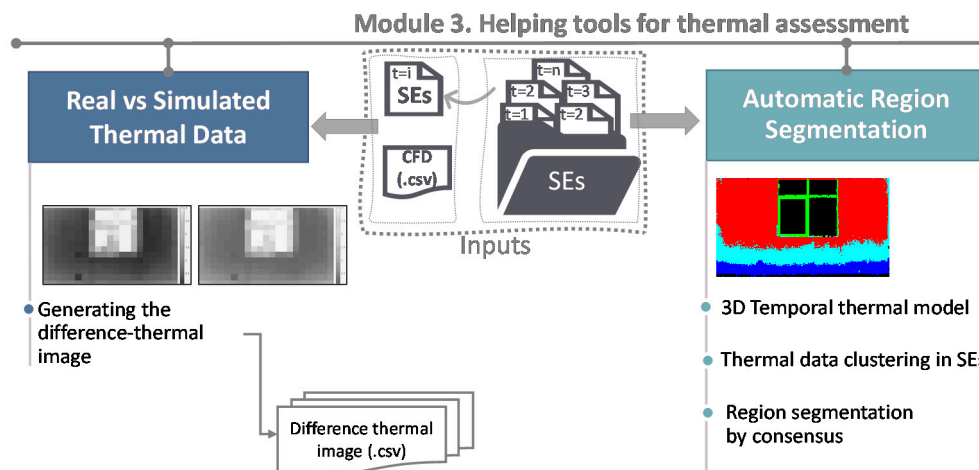 Module 3. Helping tools for thermal assessment
Real vs Simulated
Thermal Data
t=i
SEs
CFD
(.csv)
t=n
t=2
t=3
t=1
t=2
SEs
Inputs
Automatic Region
Segmentation
Generating the
difference-thermal
image
Difference thermal
image (.csv)
3D Temporal thermal model
Thermal data clustering in SEs
Region segmentation
by consensus